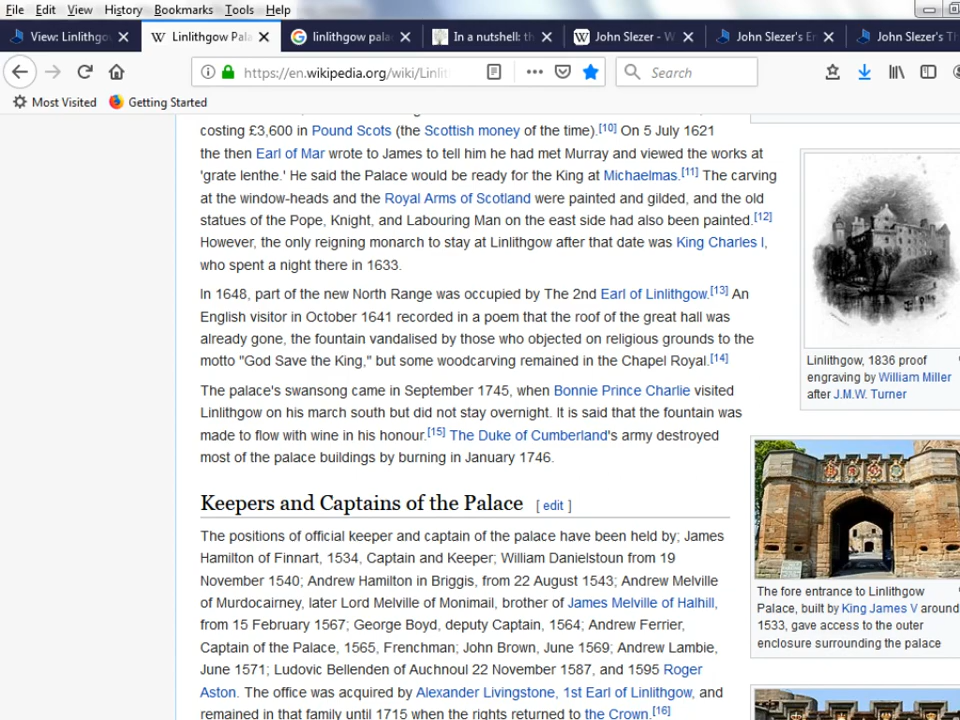 File Edit View History Bookmarks Tools Help
View: Linlithgo
Linlithgow Pala
linlithgow pala
In a nutshell: th
John Slezer - W
John Slezer's E
John Slezer's T
https://en.wikipedia.org/wiki/Linlit
Search
Most Visited Getting Started
costing £3,600 in Pound Scots (the Scottish money of the time).[10] On 5 July 1621
the then Earl of Mar wrote to James to tell him he had met Murray and viewed the works at
'grate lenthe.' He said the Palace would be ready for the King at Michaelmas.[11] The carving
at the window-heads and the Royal Arms of Scotland were painted and gilded, and the old
statues of the Pope, Knight, and Labouring Man on the east side had also been painted.[12]
However, the only reigning monarch to stay at Linlithgow after that date was King Charles I,
who spent a night there in 1633.
In 1648, part of the new North Range was occupied by The 2nd Earl of Linlithgow.[13] An
English visitor in October 1641 recorded in a poem that the roof of the great hall was
already gone, the fountain vandalised by those who objected on religious grounds to the
motto "God Save the King," but some woodcarving remained in the Chapel Royal.[14]
The palace's swansong came in September 1745, when Bonnie Prince Charlie visited
Linlithgow on his march south but did not stay overnight. It is said that the fountain was
made to flow with wine in his honour.[15] The Duke of Cumberland's army destroyed
most of the palace buildings by burning in January 1746.
Keepers and Captains of the Palace [ edit ]
The positions of official keeper and captain of the palace have been held by; James
Hamilton of Finnart, 1534, Captain and Keeper; William Danielstoun from 19
November 1540; Andrew Hamilton in Briggis, from 22 August 1543; Andrew Melville
of Murdocairney, later Lord Melville of Monimail, brother of James Melville of Halhill,
from 15 February 1567; George Boyd, deputy Captain, 1564; Andrew Ferrier,
Captain of the Palace, 1565, Frenchman; John Brown, June 1569; Andrew Lambie,
June 1571; Ludovic Bellenden of Auchnoul 22 November 1587, and 1595 Roger
Aston. The office was acquired by Alexander Livingstone, 1st Earl of Linlithgow, and
remained in that family until 1715 when the rights returned to the Crown.[16]
Linlithgow, 1836 proof
engraving by William Miller
after J.M.W. Turner
The fore entrance to Linlithgow
Palace, built by King James V around
1533, gave access to the outer
enclosure surrounding the palace